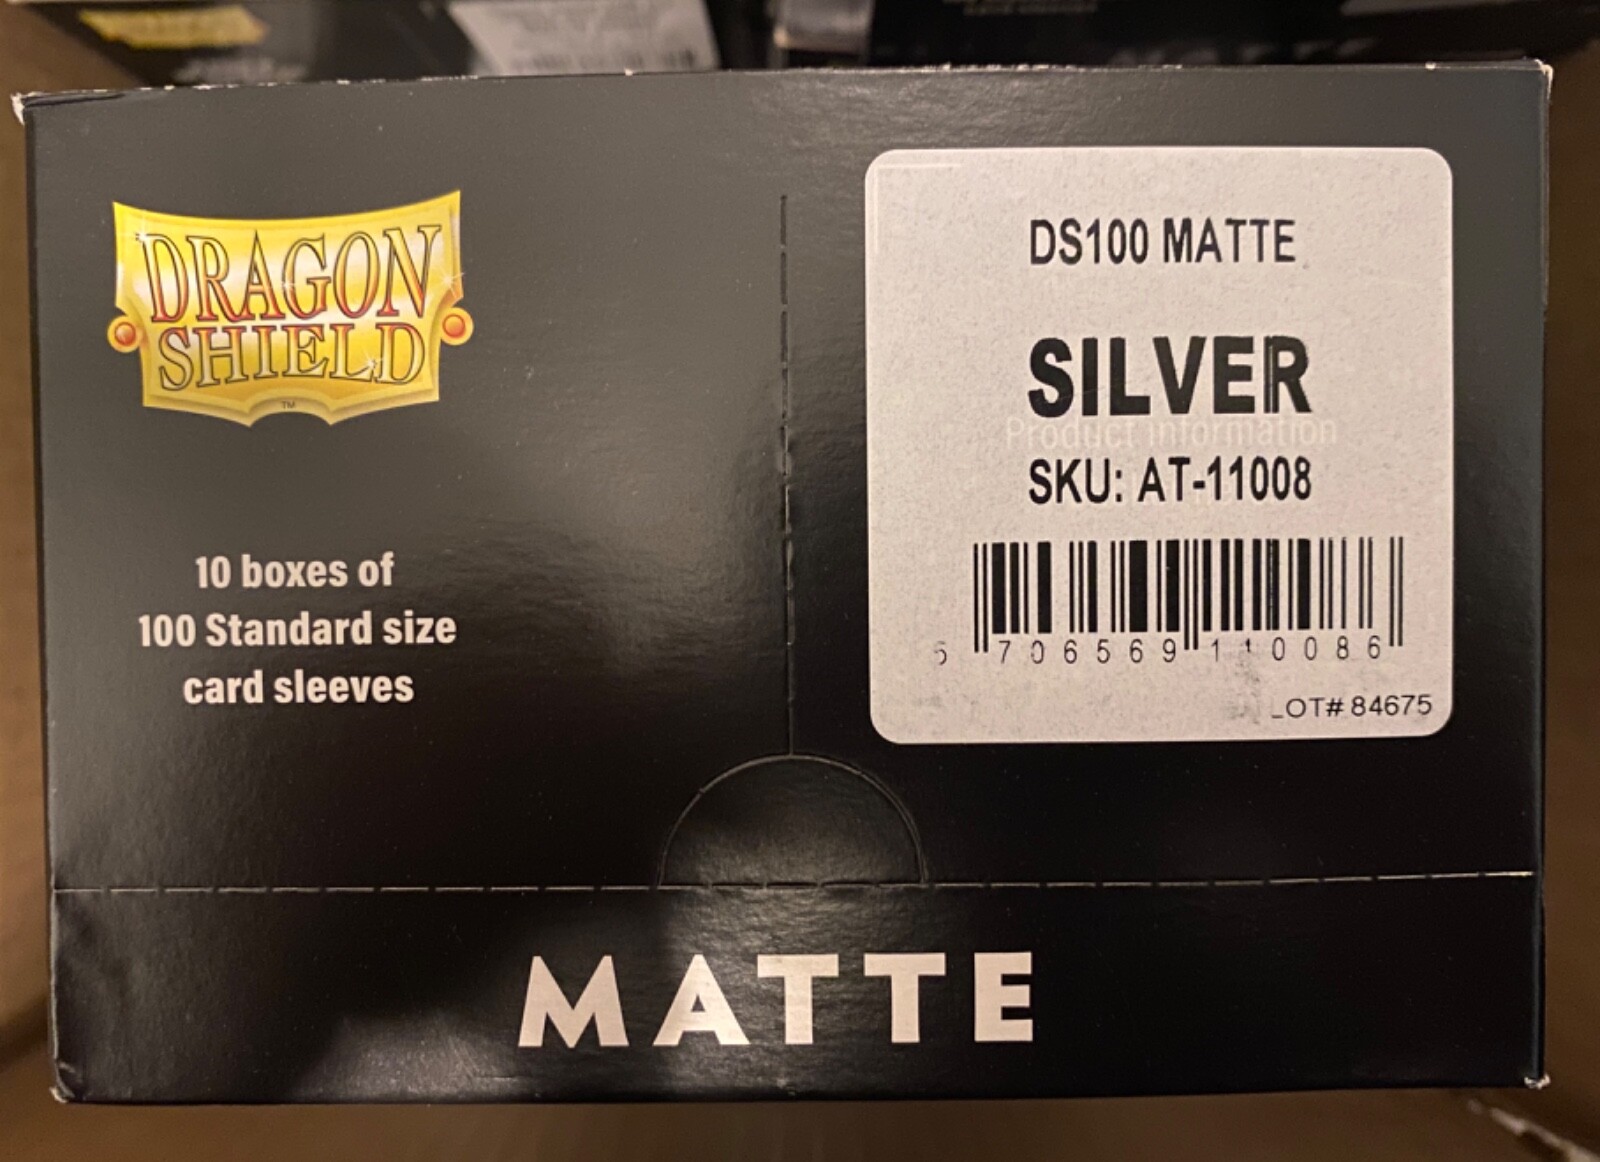 DRAGON
SHIELD
™
10 boxes of
100 Standard size
card sleeves
DS100 MATTE
SILVER
Product Information
SKU: AT-11008
5 706569 110086
LOT# 84675
MATTE